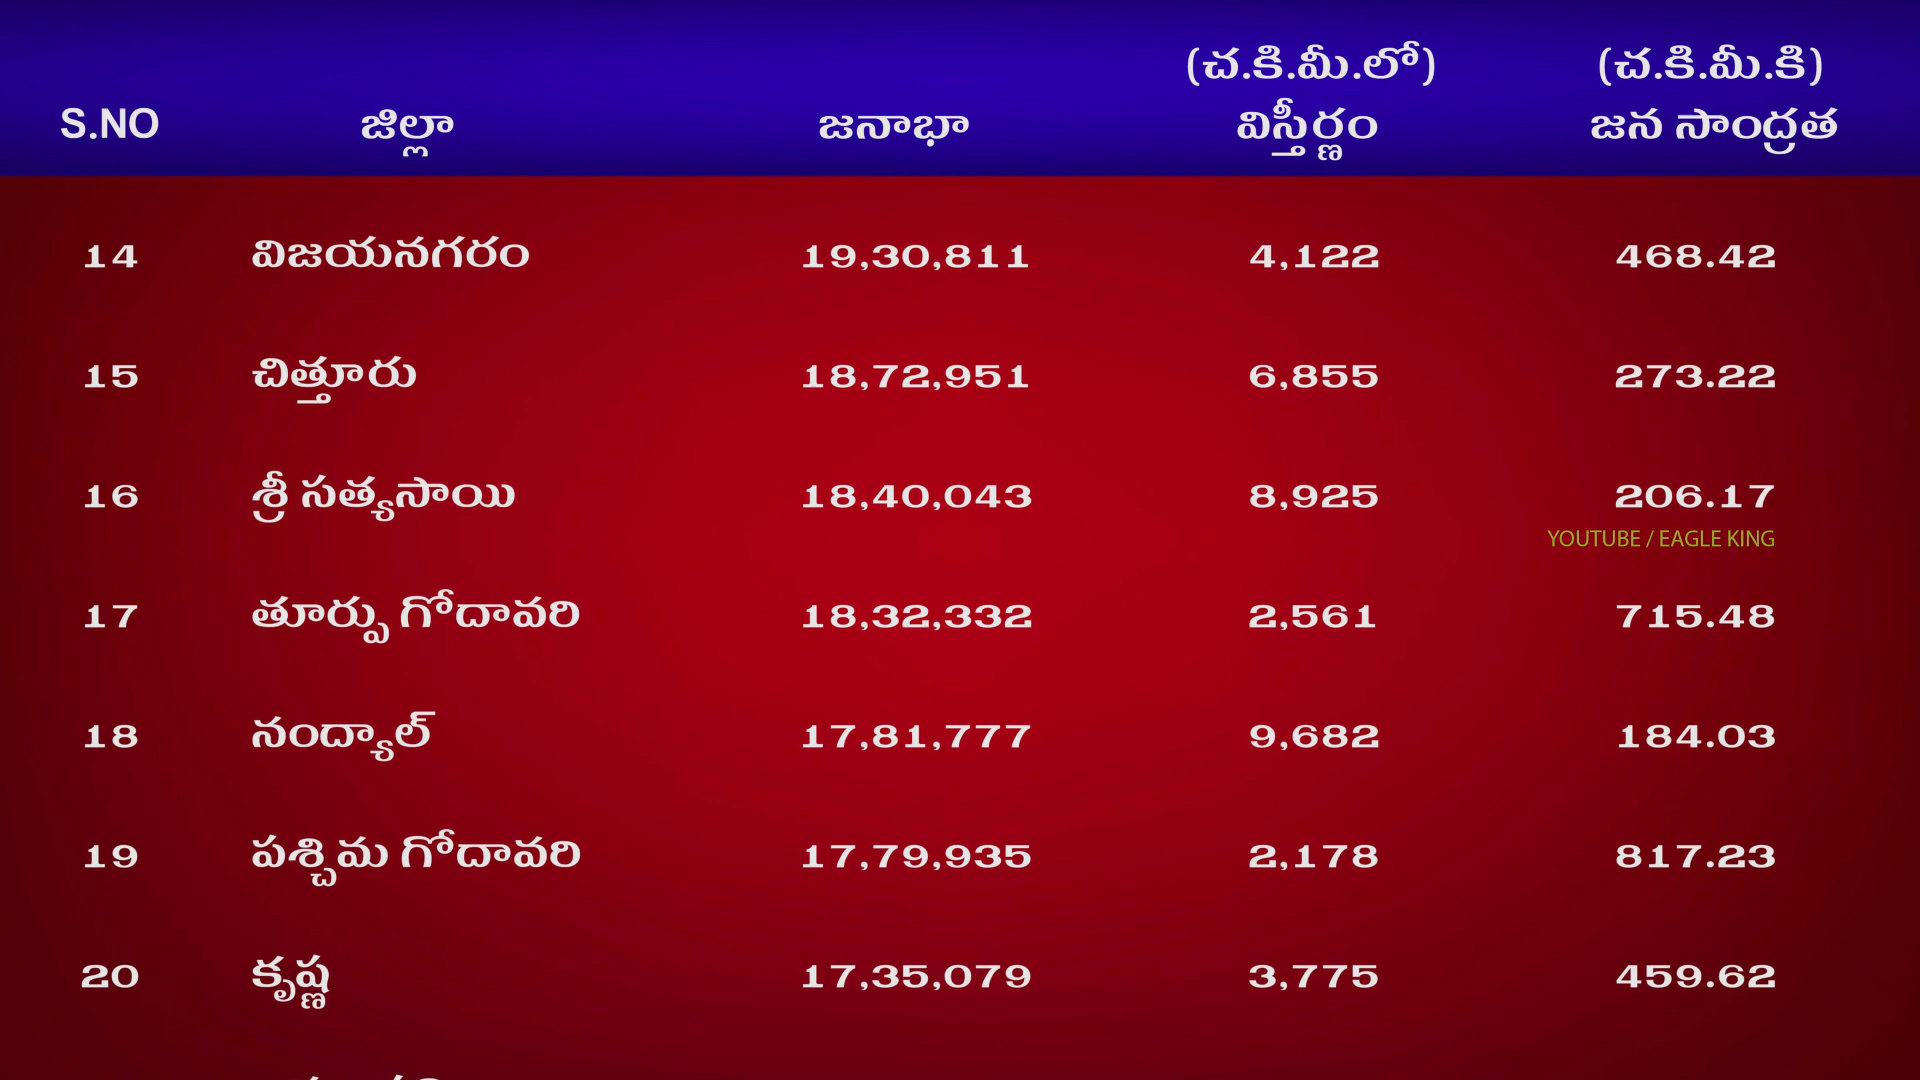 (చ.కి.మీ.లో) (చ.కి.మీ.కి)
S.NO జిల్లా జనాభా విస్తీర్ణం జన సాంద్రత
14 విజయనగరం 19,30,811 4,122 468.42
15 చిత్తూరు 18,72,951 6,855 273.22
16 శ్రీ సత్యసాయి 18,40,043 8,925 206.17
YOUTUBE / EAGLE KING
17 తూర్పు గోదావరి 18,32,332 2,561 715.48
18 నంద్యాల్ 17,81,777 9,682 184.03
19 పశ్చిమ గోదావరి 17,79,935 2,178 817.23
20 కృష్ణ 17,35,079 3,775 459.62